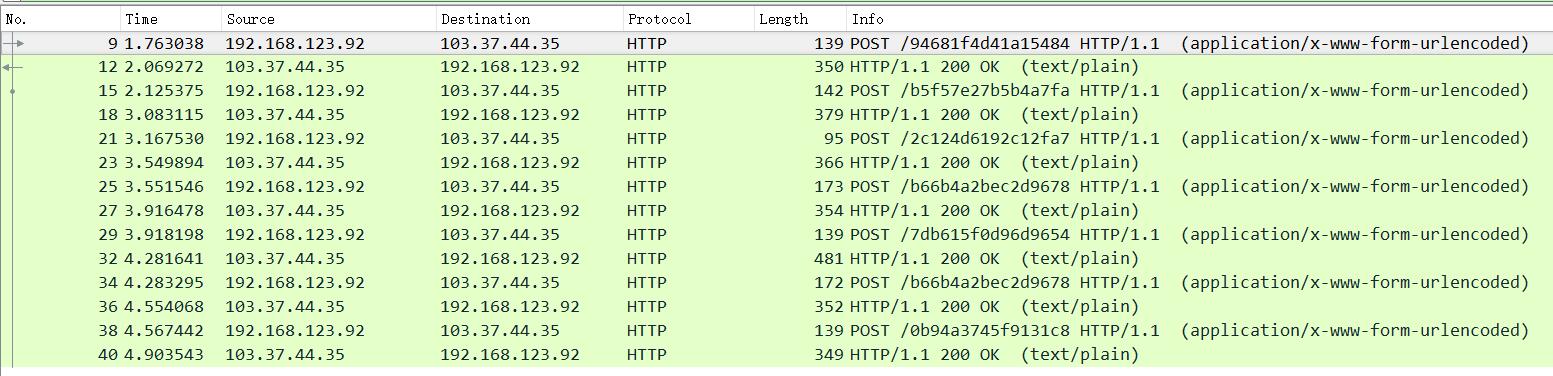 No. Time Source Destination Protocol Length Info
9 1.763038 192.168.123.92 103.37.44.35 HTTP 139 POST /94681f4d41a15484 HTTP/1.1 (application/x-www-form-urlencoded)
12 2.069272 103.37.44.35 192.168.123.92 HTTP 350 HTTP/1.1 200 OK (text/plain)
15 2.125375 192.168.123.92 103.37.44.35 HTTP 142 POST /b5f57e27b5b4a7fa HTTP/1.1 (application/x-www-form-urlencoded)
18 3.083115 103.37.44.35 192.168.123.92 HTTP 379 HTTP/1.1 200 OK (text/plain)
21 3.167530 192.168.123.92 103.37.44.35 HTTP 95 POST /2c124d6192c12fa7 HTTP/1.1 (application/x-www-form-urlencoded)
23 3.549894 103.37.44.35 192.168.123.92 HTTP 366 HTTP/1.1 200 OK (text/plain)
25 3.551546 192.168.123.92 103.37.44.35 HTTP 173 POST /b66b4a2bec2d9678 HTTP/1.1 (application/x-www-form-urlencoded)
27 3.916478 103.37.44.35 192.168.123.92 HTTP 354 HTTP/1.1 200 OK (text/plain)
29 3.918198 192.168.123.92 103.37.44.35 HTTP 139 POST /7db615f0d96d9654 HTTP/1.1 (application/x-www-form-urlencoded)
32 4.281641 103.37.44.35 192.168.123.92 HTTP 481 HTTP/1.1 200 OK (text/plain)
34 4.283295 192.168.123.92 103.37.44.35 HTTP 172 POST /b66b4a2bec2d9678 HTTP/1.1 (application/x-www-form-urlencoded)
36 4.554068 103.37.44.35 192.168.123.92 HTTP 352 HTTP/1.1 200 OK (text/plain)
38 4.567442 192.168.123.92 103.37.44.35 HTTP 139 POST /0b94a3745f9131c8 HTTP/1.1 (application/x-www-form-urlencoded)
40 4.903543 103.37.44.35 192.168.123.92 HTTP 349 HTTP/1.1 200 OK (text/plain)